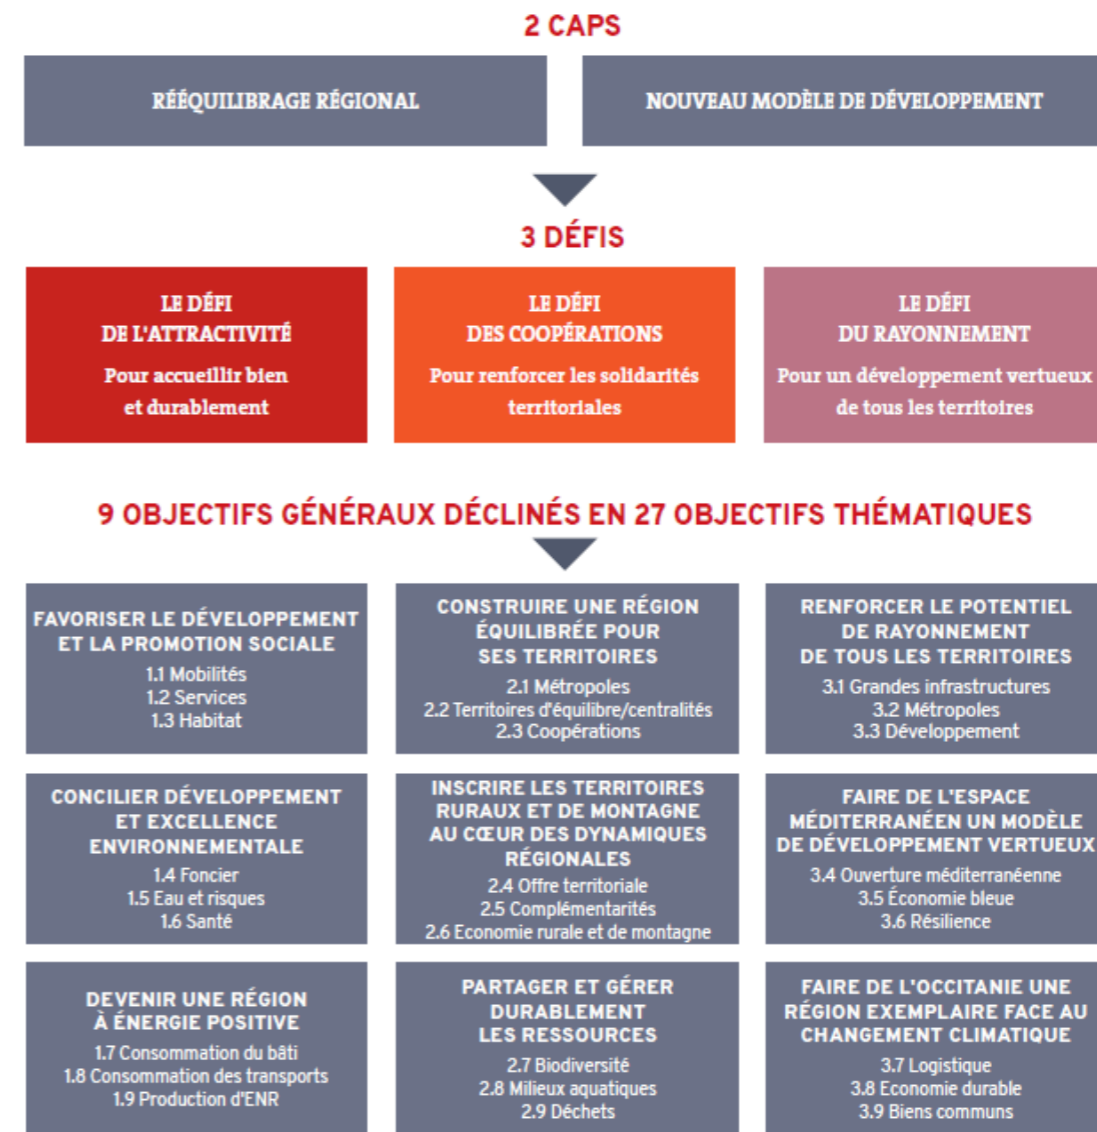 2 CAPS
RÉÉQUILIBRAGE RÉGIONAL
NOUVEAU MODÈLE DE DÉVELOPPEMENT
3 DÉFIS
LE DÉFI
DE L'ATTRACTIVITÉ
Pour accueillir bien
et durablement
LE DÉFI
DES COOPÉRATIONS
Pour renforcer les solidarités
territoriales
LE DÉFI
DU RAYONNEMENT
Pour un développement vertueux
de tous les territoires
9 OBJECTIFS GÉNÉRAUX DÉCLINÉS EN 27 OBJECTIFS THÉMATIQUES
FAVORISER LE DÉVELOPPEMENT
ET LA PROMOTION SOCIALE
1.1 Mobilités
1.2 Services
1.3 Habitat
CONSTRUIRE UNE RÉGION
ÉQUILIBRÉE POUR
SES TERRITOIRES
2.1 Métropoles
2.2 Territoires d'équilibre/centralités
2.3 Coopérations
RENFORCER LE POTENTIEL
DE RAYONNEMENT
DE TOUS LES TERRITOIRES
3.1 Grandes infrastructures
3.2 Métropoles
3.3 Développement
CONCILIER DÉVELOPPEMENT
ET EXCELLENCE
ENVIRONNEMENTALE
1.4 Foncier
1.5 Eau et risques
1.6 Santé
INSCRIRE LES TERRITOIRES
RURAUX ET DE MONTAGNE
AU CŒUR DES DYNAMIQUES
RÉGIONALES
2.4 Offre territoriale
2.5 Complémentarités
2.6 Economie rurale et de montagne
FAIRE DE L'ESPACE
MÉDITERRANÉEN UN MODÈLE
DE DÉVELOPPEMENT VERTUEUX
3.4 Ouverture méditerranéenne
3.5 Économie bleue
3.6 Résilience
DEVENIR UNE RÉGION
À ÉNERGIE POSITIVE
1.7 Consommation du bâti
1.8 Consommation des transports
1.9 Production d'ENR
PARTAGER ET GÉRER
DURABLEMENT
LES RESSOURCES
2.7 Biodiversité
2.8 Milieux aquatiques
2.9 Déchets
FAIRE DE L'OCCITANIE UNE
RÉGION EXEMPLAIRE FACE AU
CHANGEMENT CLIMATIQUE
3.7 Logistique
3.8 Economie durable
3.9 Biens communs